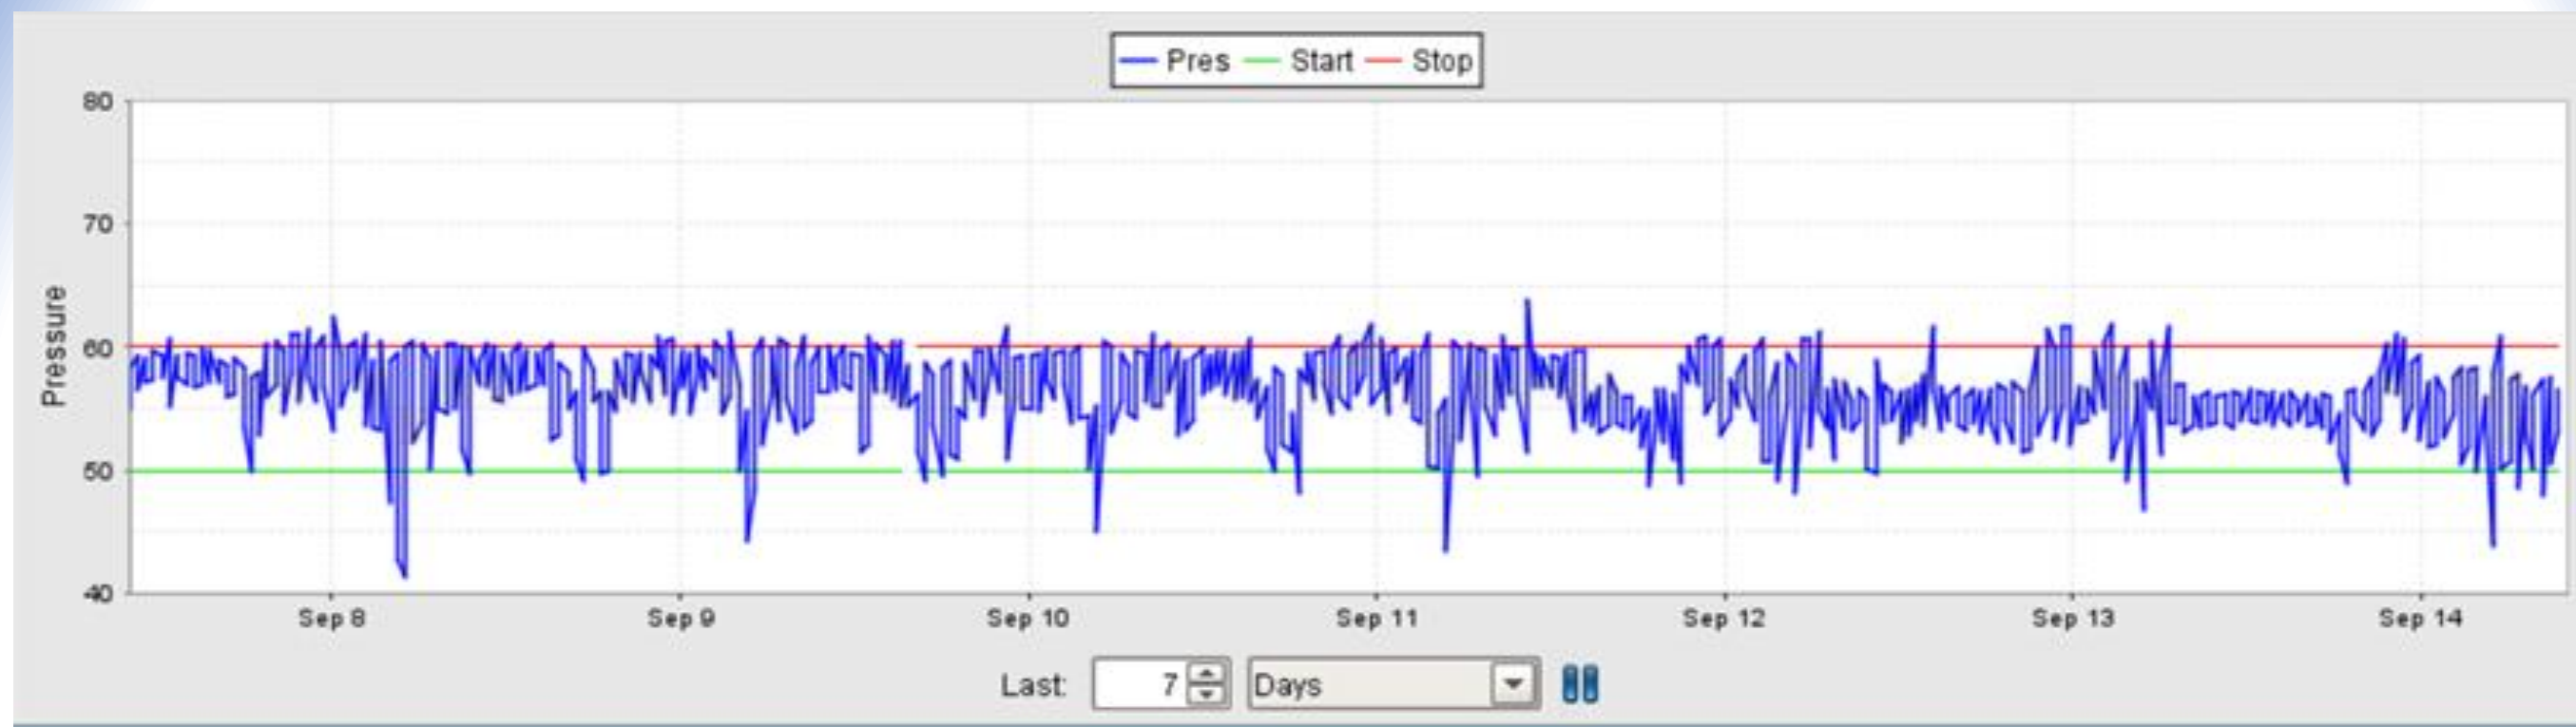 Pres Start Stop
80
70
60
50
40
Pressure
Sep 8 Sep 9 Sep 10 Sep 11 Sep 12 Sep 13 Sep 14
Last: 7 Days